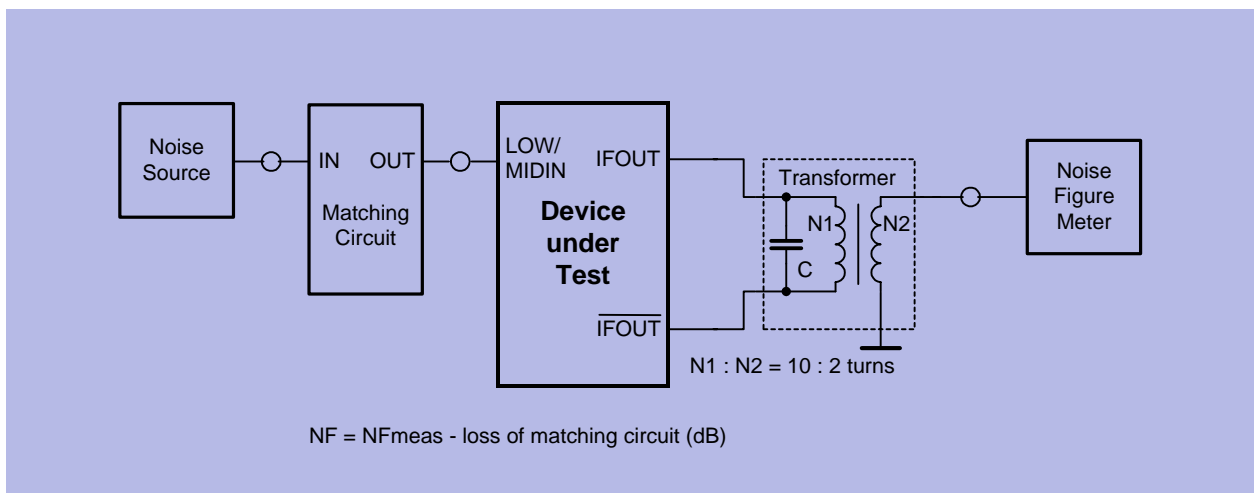 Noise
Source
IN
OUT
Matching
Circuit
LOW/
MIDIN
IFOUT
Device
under
Test
IFOUT
Transformer
N1
N2
C
N1 : N2 = 10 : 2 turns
Noise
Figure
Meter
NF = NFmeas - loss of matching circuit (dB)